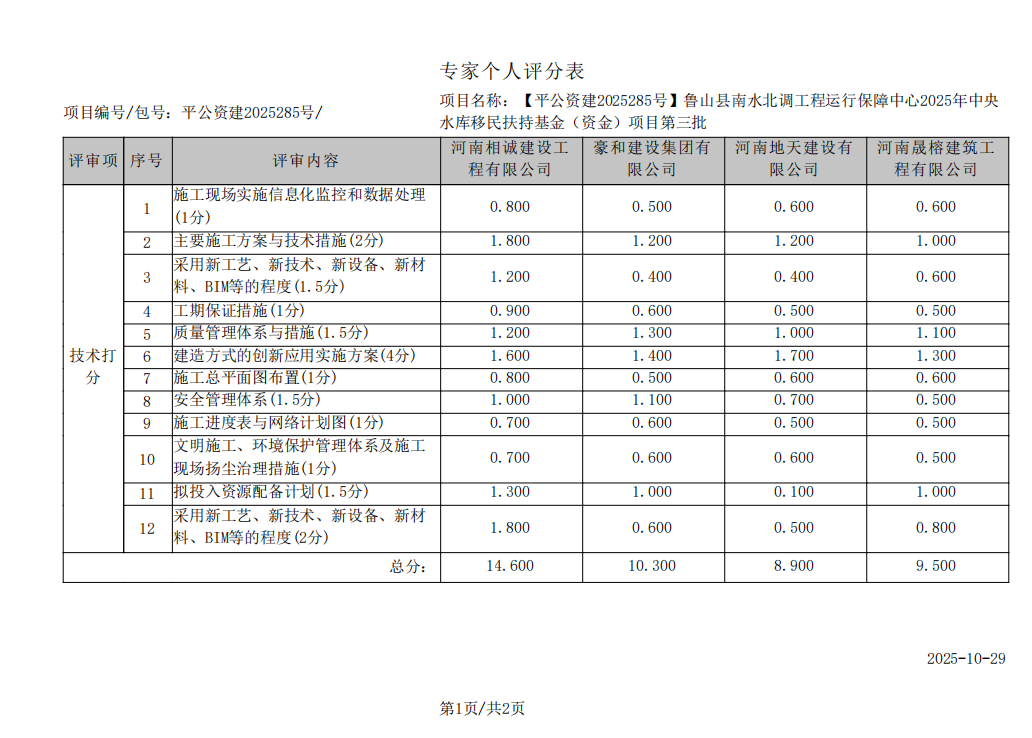 专家个人评分表
项目编号/包号：平公资建2025285号/
项目名称：【平公资建2025285号】鲁山县南水北调工程运行保障中心2025年中央
水库移民扶持基金（资金）项目第三批
评审项 序号 评审内容 河南相诚建设工 豪和建设集团有 河南地天建设有 河南晟榕建筑工
程有限公司 限公司 限公司 程有限公司
施工现场实施信息化监控和数据处理
1 (1分) 0.800 0.500 0.600 0.600
2 主要施工方案与技术措施(2分) 1.800 1.200 1.200 1.000
采用新工艺、新技术、新设备、新材
3 料、BIM等的程度(1.5分) 1.200 0.400 0.400 0.600
4 工期保证措施(1分) 0.900 0.600 0.500 0.500
5 质量管理体系与措施(1.5分) 1.200 1.300 1.000 1.100
技术打
分
6 建造方式的创新应用实施方案(4分) 1.600 1.400 1.700 1.300
7 施工总平面图布置(1分) 0.800 0.500 0.600 0.600
8 安全管理体系(1.5分) 1.000 1.100 0.700 0.500
9 施工进度表与网络计划图(1分) 0.700 0.600 0.500 0.500
文明施工、环境保护管理体系及施工
10 现场扬尘治理措施(1分) 0.700 0.600 0.600 0.500
11 拟投入资源配备计划(1.5分) 1.300 1.000 0.100 1.000
采用新工艺、新技术、新设备、新材
12 料、BIM等的程度(2分) 1.800 0.600 0.500 0.800
总分： 14.600 10.300 8.900 9.500
2025-10-29
第1页/共2页